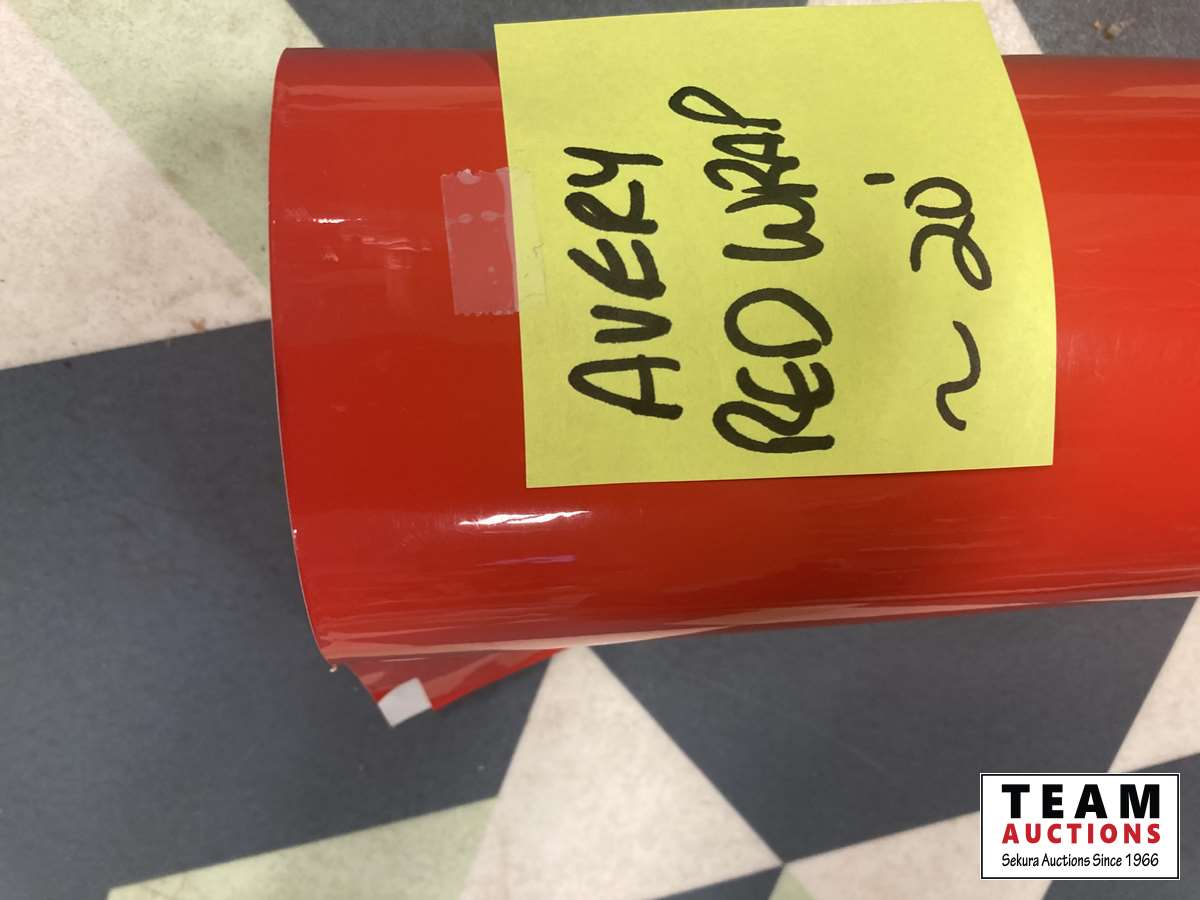 AVERY
RED WRAP
~ 20'
TEAM
AUCTIONS
Sekura Auctions Since 1966